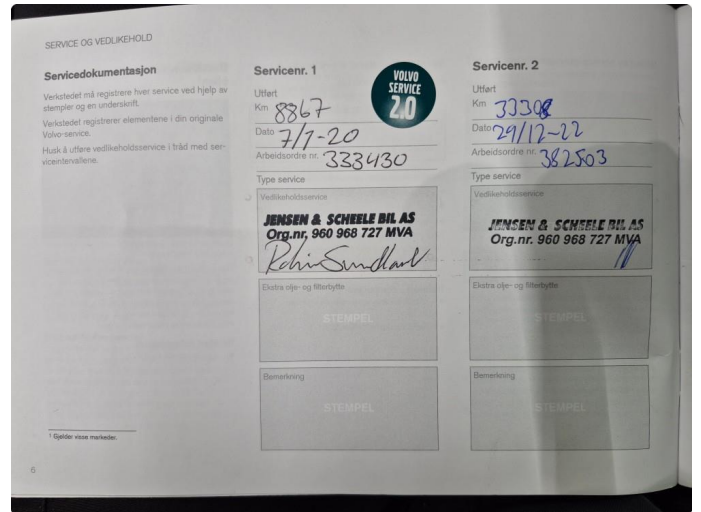 SERVICE OG VEDLIKEHOLD
Servicedokumentasjon
Verkstedet må registrere hver service ved hjelp av
stempler og en underskrift.
Verkstedet registrerer elementene i din originale
Volvo-service.
Husk å utføre vedlikeholdsservice i tråd med ser-
viceintervallene.
Servicenr. 1
VOLVO
SERVICE
2.0
Utført
Km 8867
Dato 7/7-20
Arbeidsordre nr. 333430
Type service
Vedlikeholdsservice
JENSEN & SCHEELE BIL AS
Org.nr. 960 968 727 MVA
Ekstra olje- og filterbytte
STEMPEL
Bemerkning
STEMPEL
Servicenr. 2
Utført
Km
Dato 29/12-22
Arbeidsordre nr. 382503
Type service
Vedlikeholdsservice
JENSEN & SCHEELE BIL AS
Org.nr. 960 968 727 MVA
Ekstra olje- og filterbytte
STEMPEL
Bemerkning
STEMPEL
1 Gjelder visse markeder.
6